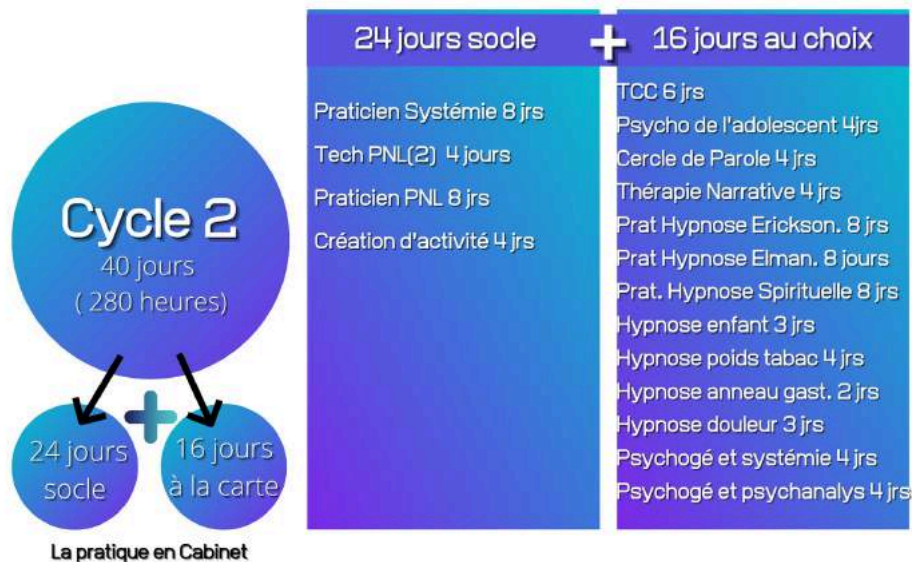 Cycle 2
40 jours
( 280 heures)
24 jours
socle
+
16 jours
à la carte
La pratique en Cabinet
24 jours socle + 16 jours au choix
Praticien Systémie 8 jrs
Tech PNL(2) 4 jours
Praticien PNL 8 jrs
Création d'activité 4 jrs
TCC 6 jrs
Psycho de l'adolescent 4jrs
Cercle de Parole 4 jrs
Thérapie Narrative 4 jrs
Prat Hypnose Erickson. 8 jrs
Prat Hypnose Elman. 8 jours
Prat. Hypnose Spirituelle 8 jrs
Hypnose enfant 3 jrs
Hypnose poids tabac 4 jrs
Hypnose anneau gast. 2 jrs
Hypnose douleur 3 jrs
Psychogé et systémie 4 jrs
Psychogé et psychanalys 4 jrs